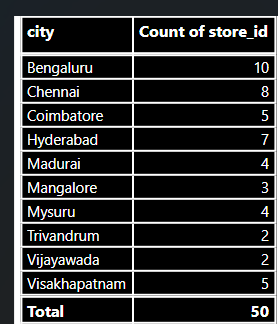 city Count of store_id
Bengaluru 10
Chennai 8
Coimbatore 5
Hyderabad 7
Madurai 4
Mangalore 3
Mysuru 4
Trivandrum 2
Vijayawada 2
Visakhapatnam 5
Total 50